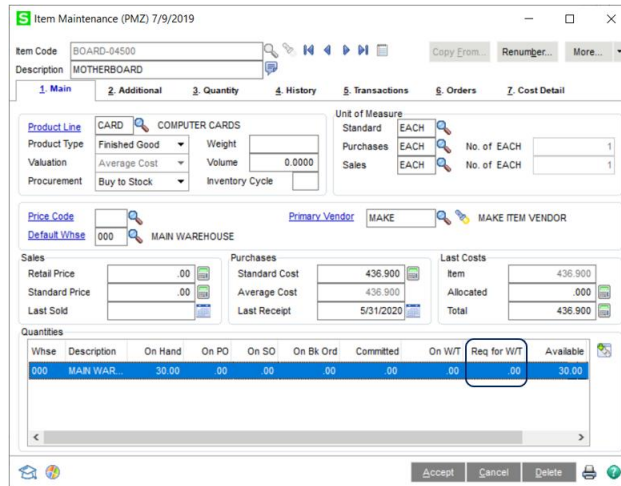 S Item Maintenance (PMZ) 7/9/2019
Item Code BOARD-04500 Copy From... Renumber... More...
Description MOTHERBOARD
1. Main 2. Additional 3. Quantity 4. History 5. Transactions 6. Orders 7. Cost Detail
Product Line CARD COMPUTER CARDS
Product Type Finished Good Weight
Valuation Average Cost Volume 0.0000
Procurement Buy to Stock Inventory Cycle
Unit of Measure
Standard EACH
Purchases EACH No. of EACH 1
Sales EACH No. of EACH 1
Price Code Primary Vendor MAKE MAKE ITEM VENDOR
Default Whse 000 MAIN WAREHOUSE
Sales
Retail Price .00
Standard Price .00
Last Sold
Purchases
Standard Cost 436.900
Average Cost 436.900
Last Receipt 5/31/2020
Last Costs
Item 436.900
Allocated .000
Total 436.900
Quantities
Whse Description On Hand On PO On SO On Bk Ord Committed On W/T Req for W/T Available
000 MAIN WAR... 30.00 .00 .00 .00 .00 .00 .00 30.00
Accept Cancel Delete